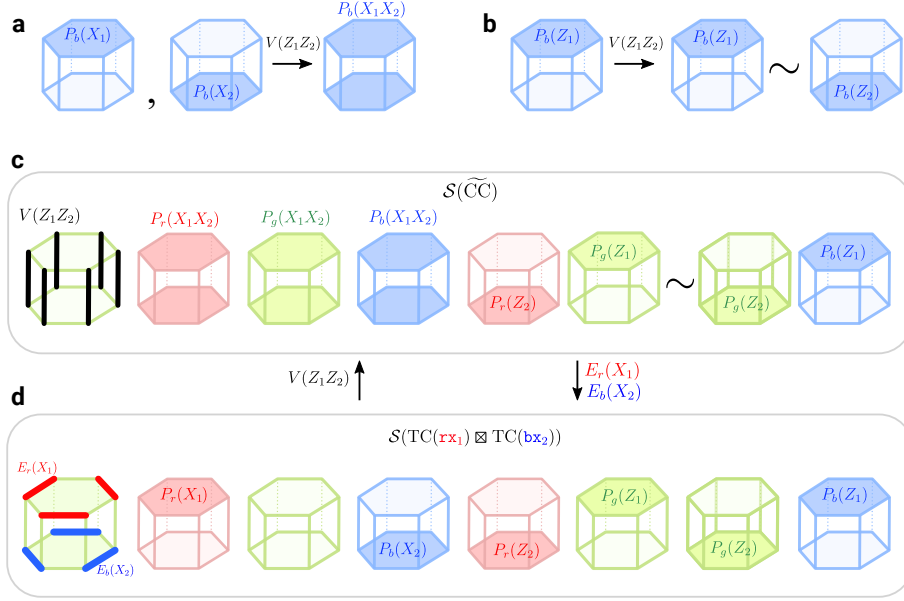 a
P_b(X_1)
,
P_b(X_2)
V(Z_1Z_2)
P_b(X_1X_2)
b
P_b(Z_1)
V(Z_1Z_2)
P_b(Z_1)
~
P_b(Z_2)
c
S(C͠C)
V(Z_1Z_2)
P_r(X_1X_2)
P_g(X_1X_2)
P_b(X_1X_2)
P_r(Z_2)
P_g(Z_1)
~
P_g(Z_2)
P_b(Z_1)
V(Z_1Z_2)
E_r(X_1)
E_b(X_2)
d
S(TC(rx_1) ⊠ TC(bx_2))
E_r(X_1)
E_b(X_2)
P_r(X_1)
P_b(X_2)
P_r(Z_2)
P_g(Z_1)
P_g(Z_2)
P_b(Z_1)